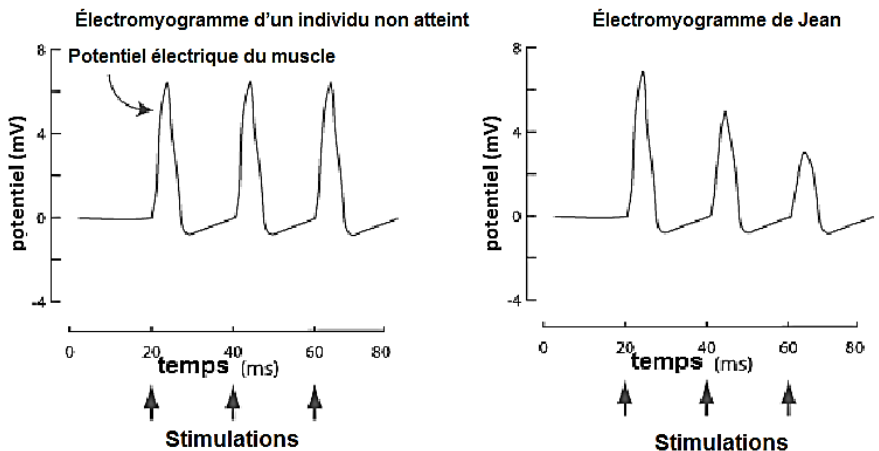 Électromyogramme d'un individu non atteint
Potentiel électrique du muscle
potentiel (mV)
8
4
0
-4
0 20 40 60 80
temps (ms)
Stimulations
Électromyogramme de Jean
potentiel (mV)
8
4
0
-4
0 20 40 60 80
temps (ms)
Stimulations